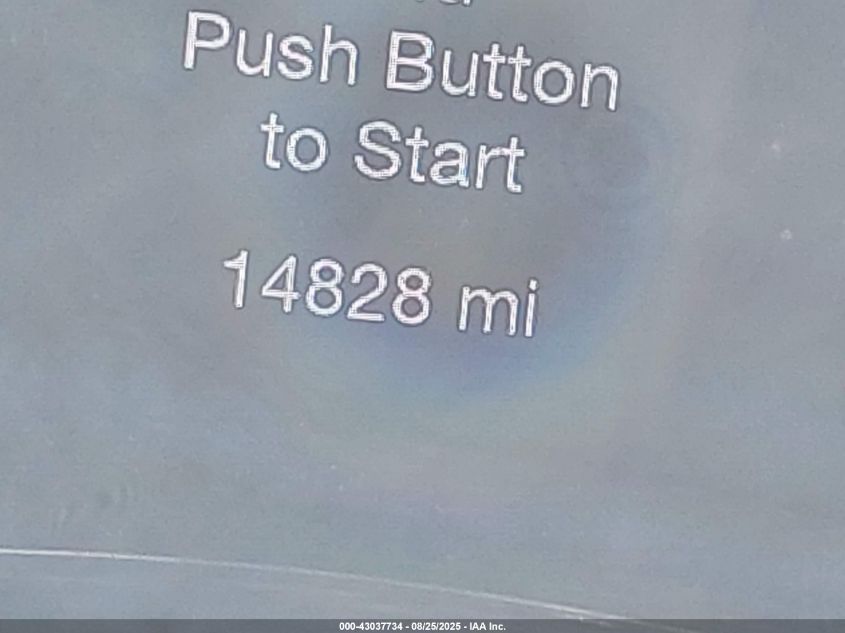 Push Button
to Start
14828 mi
000-43037734 - 08/25/2025 - IAA Inc.